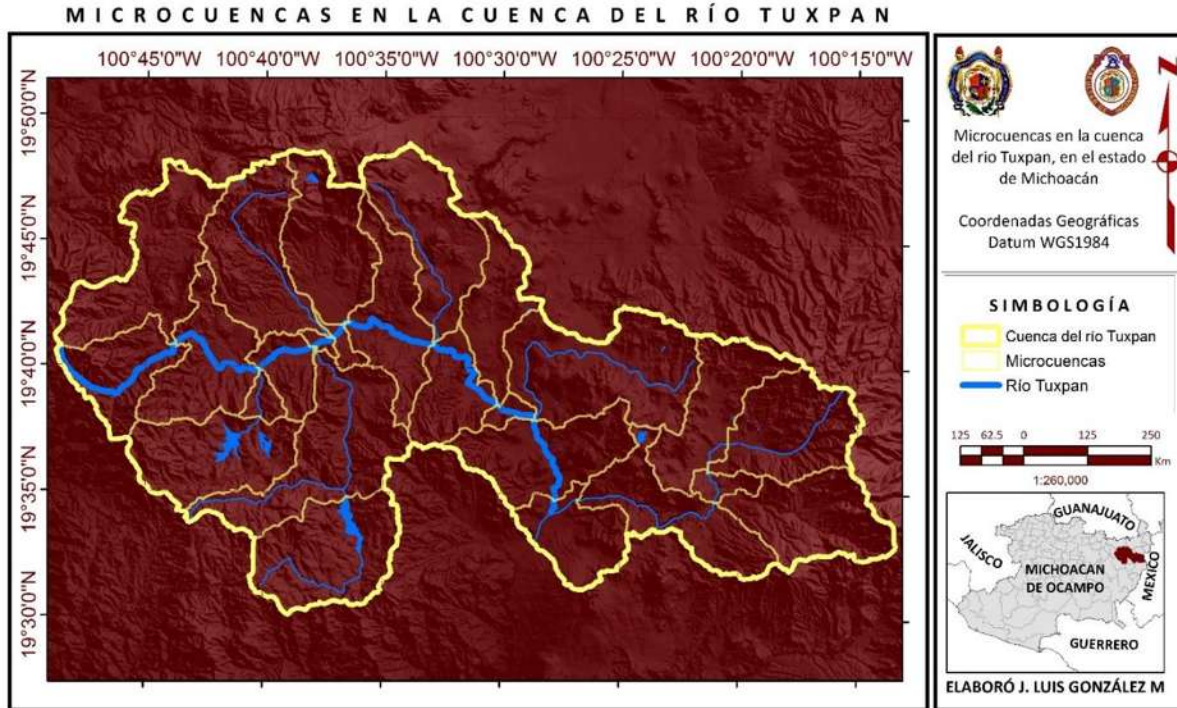 MICROCUENCAS EN LA CUENCA DEL RÍO TUXPAN
100°45'0"W 100°40'0"W 100°35'0"W 100°30'0"W 100°25'0"W 100°20'0"W 100°15'0"W
19°50'0"N
19°45'0"N
19°40'0"N
19°35'0"N
19°30'0"N
Microcuencas en la cuenca
del rio Tuxpan, en el estado
de Michoacán
Coordenadas Geográficas
Datum WGS1984
SIMBOLOGÍA
Cuenca del río Tuxpan
Microcuencas
Río Tuxpan
125 62.5 0 125 250
Km
1:260,000
GUANAJUATO
JALISCO
MICHOACAN
DE OCAMPO
MEXICO
GUERRERO
ELABORÓ J. LUIS GONZÁLEZ M